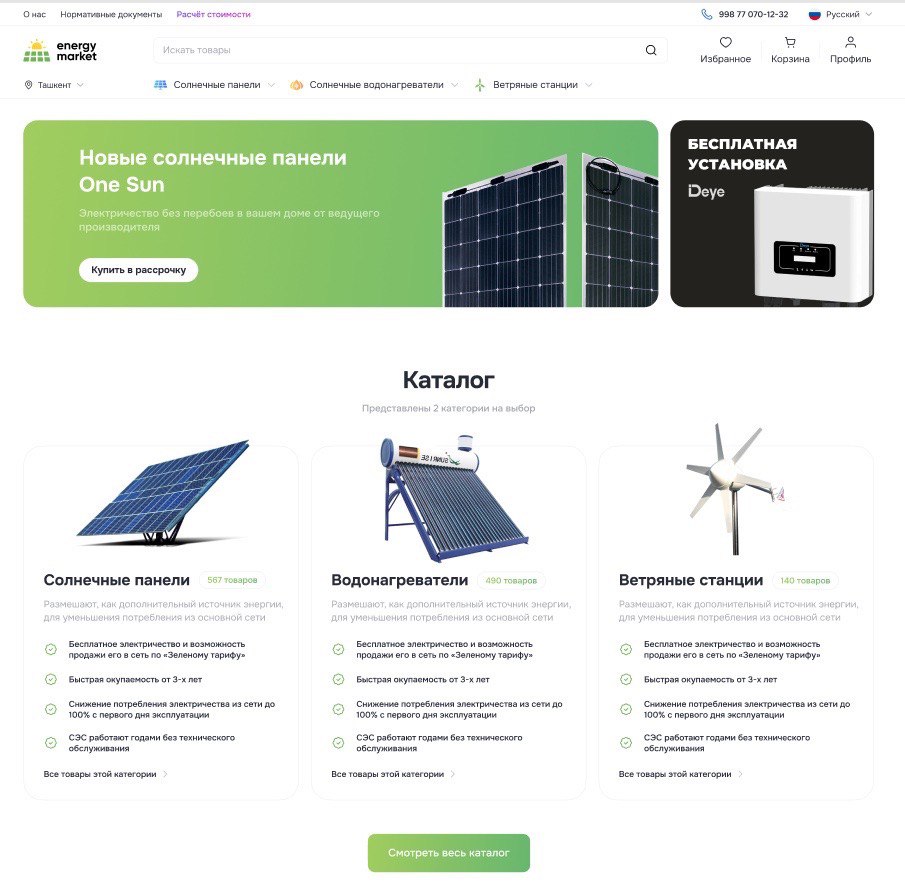 О нас Нормативные документы Расчёт стоимости 998 77 070-12-32 Русский
energy
market
Искать товары
Избранное Корзина Профиль
Ташкент Солнечные панели Солнечные водонагреватели Ветряные станции
Новые солнечные панели
One Sun
Электричество без перебоев в вашем доме от ведущего
производителя
Купить в рассрочку
БЕСПЛАТНАЯ
УСТАНОВКА
Deye
Каталог
Представлены 2 категории на выбор
SUNRISE
Солнечные панели 567 товаров
Размешают, как дополнительный источник энергии,
для уменьшения потребления из основной сети
Бесплатное электричество и возможность
продажи его в сеть по «Зеленому тарифу»
Быстрая окупаемость от 3-х лет
Снижение потребления электричества из сети до
100% с первого дня эксплуатации
СЭС работают годами без технического
обслуживания
Все товары этой категории
Водонагреватели 490 товаров
Размешают, как дополнительный источник энергии,
для уменьшения потребления из основной сети
Бесплатное электричество и возможность
продажи его в сеть по «Зеленому тарифу»
Быстрая окупаемость от 3-х лет
Снижение потребления электричества из сети до
100% с первого дня эксплуатации
СЭС работают годами без технического
обслуживания
Все товары этой категории
Ветряные станции 140 товаров
Размешают, как дополнительный источник энергии,
для уменьшения потребления из основной сети
Бесплатное электричество и возможность
продажи его в сеть по «Зеленому тарифу»
Быстрая окупаемость от 3-х лет
Снижение потребления электричества из сети до
100% с первого дня эксплуатации
СЭС работают годами без технического
обслуживания
Все товары этой категории
Смотреть весь каталог